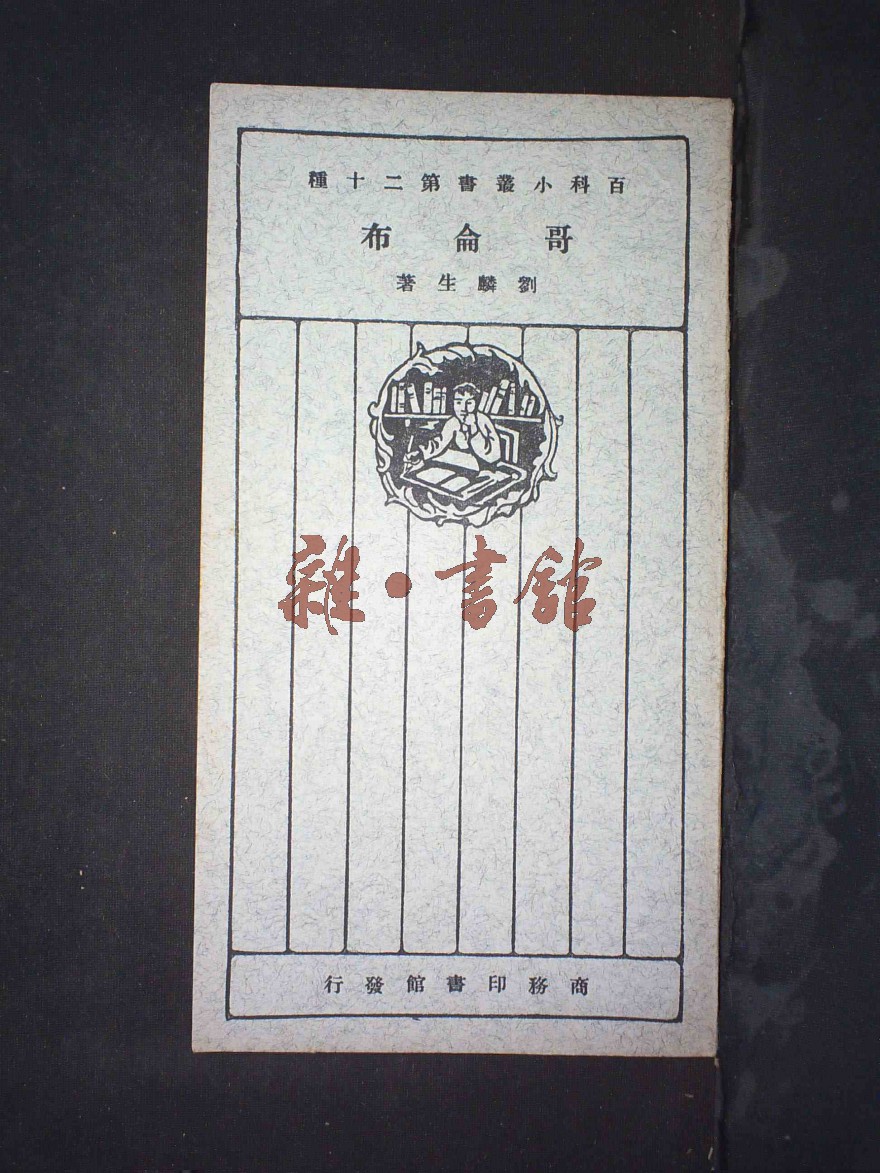 百科小叢書第二十種
哥侖布
劉麟生著
雜·書館
商務印書館發行